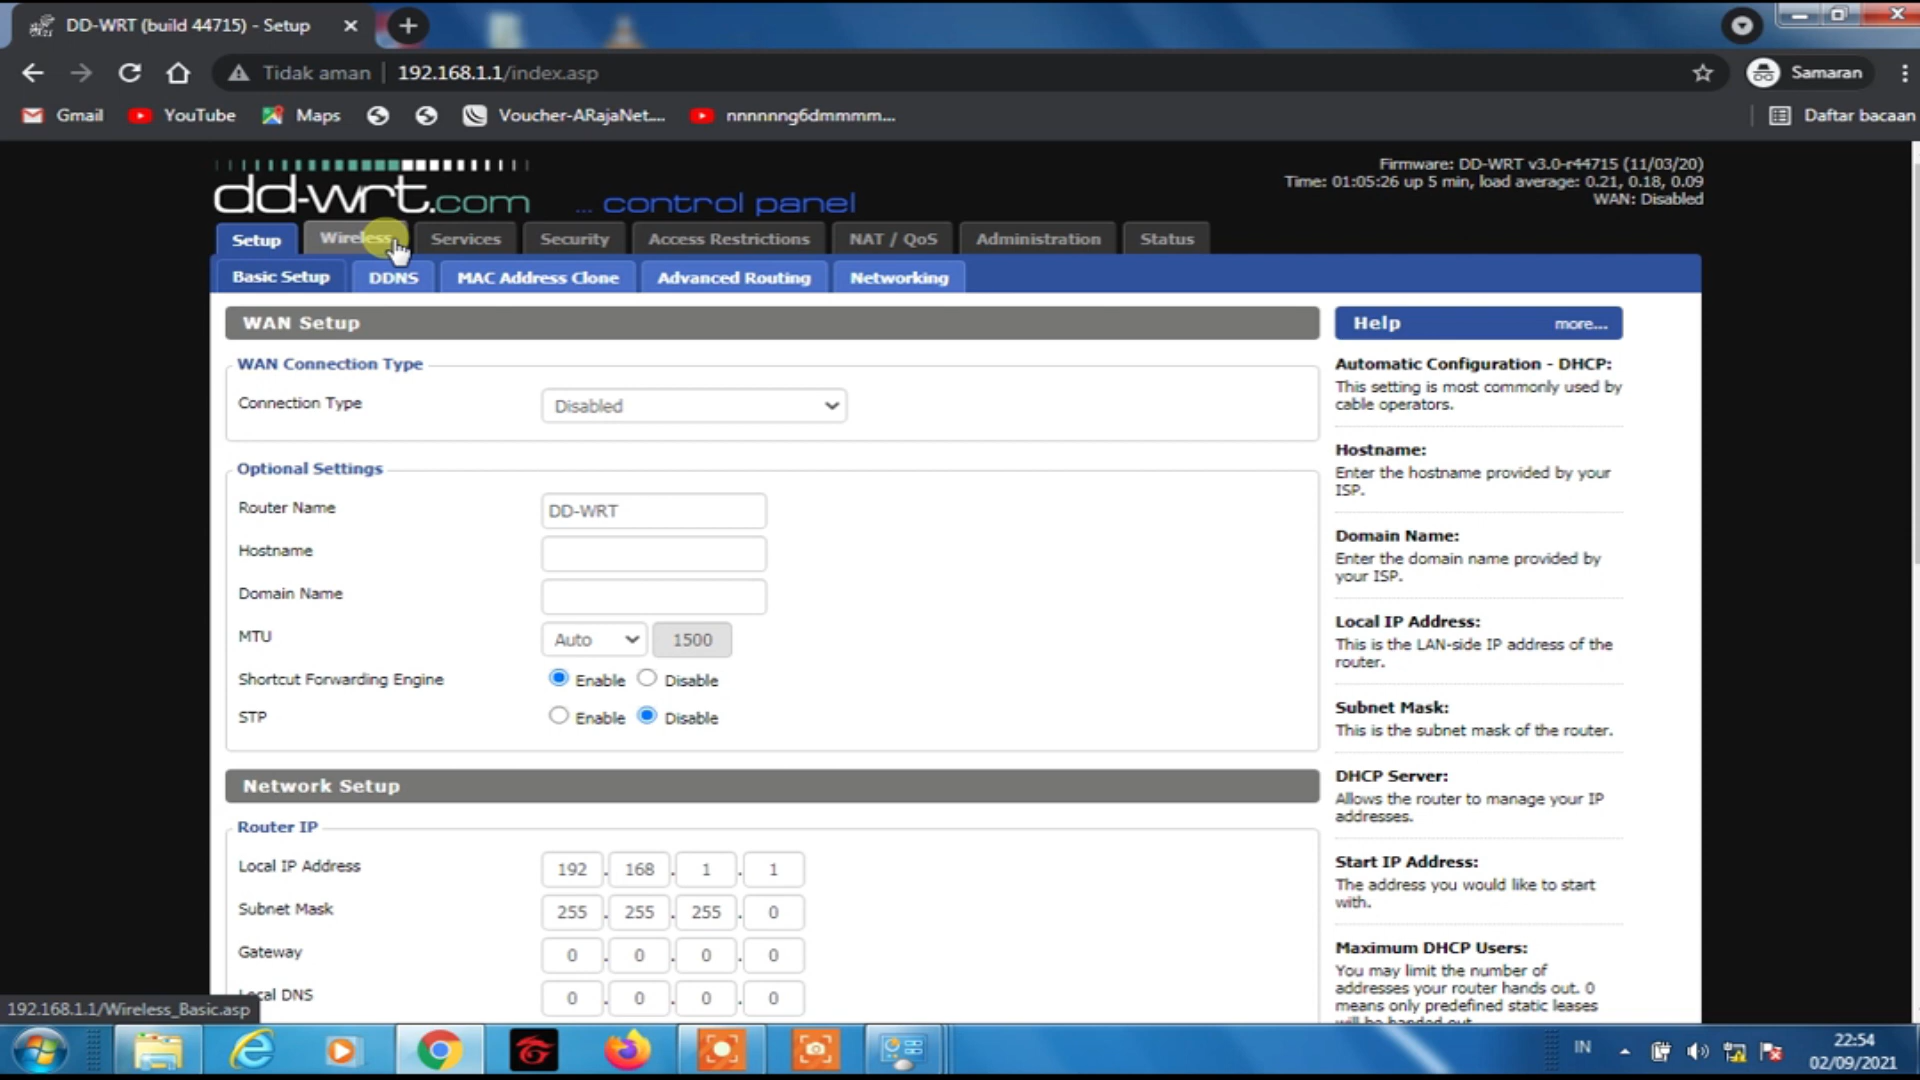 DD-WRT (build 44715) - Setup
Tidak aman 192.168.1.1/index.asp
Samaran
Gmail YouTube Maps Voucher-ARajaNet.... nnnnnng6dmmmm...
Daftar bacaan
dd-wrt.com ... control panel
Firmware: DD-WRT v3.0-r44715 (11/03/20)
Time: 01:05:26 up 5 min, load average: 0.21, 0.18, 0.09
WAN: Disabled
Setup Wireless Services Security Access Restrictions NAT / QoS Administration Status
Basic Setup DDNS MAC Address Clone Advanced Routing Networking
WAN Setup
WAN Connection Type
Connection Type Disabled
Optional Settings
Router Name DD-WRT
Hostname
Domain Name
MTU Auto 1500
Shortcut Forwarding Engine Enable Disable
STP Enable Disable
Network Setup
Router IP
Local IP Address 192 . 168 . 1 . 1
Subnet Mask 255 . 255 . 255 . 0
Gateway 0 . 0 . 0 . 0
Local DNS 0 . 0 . 0 . 0
Help more...
Automatic Configuration - DHCP:
This setting is most commonly used by
cable operators.
Hostname:
Enter the hostname provided by your
ISP.
Domain Name:
Enter the domain name provided by
your ISP.
Local IP Address:
This is the LAN-side IP address of the
router.
Subnet Mask:
This is the subnet mask of the router.
DHCP Server:
Allows the router to manage your IP
addresses.
Start IP Address:
The address you would like to start
with.
Maximum DHCP Users:
You may limit the number of
addresses your router hands out. 0
means only predefined static leases
will be handed out.
192.168.1.1/Wireless_Basic.asp
IN
22:54
02/09/2021